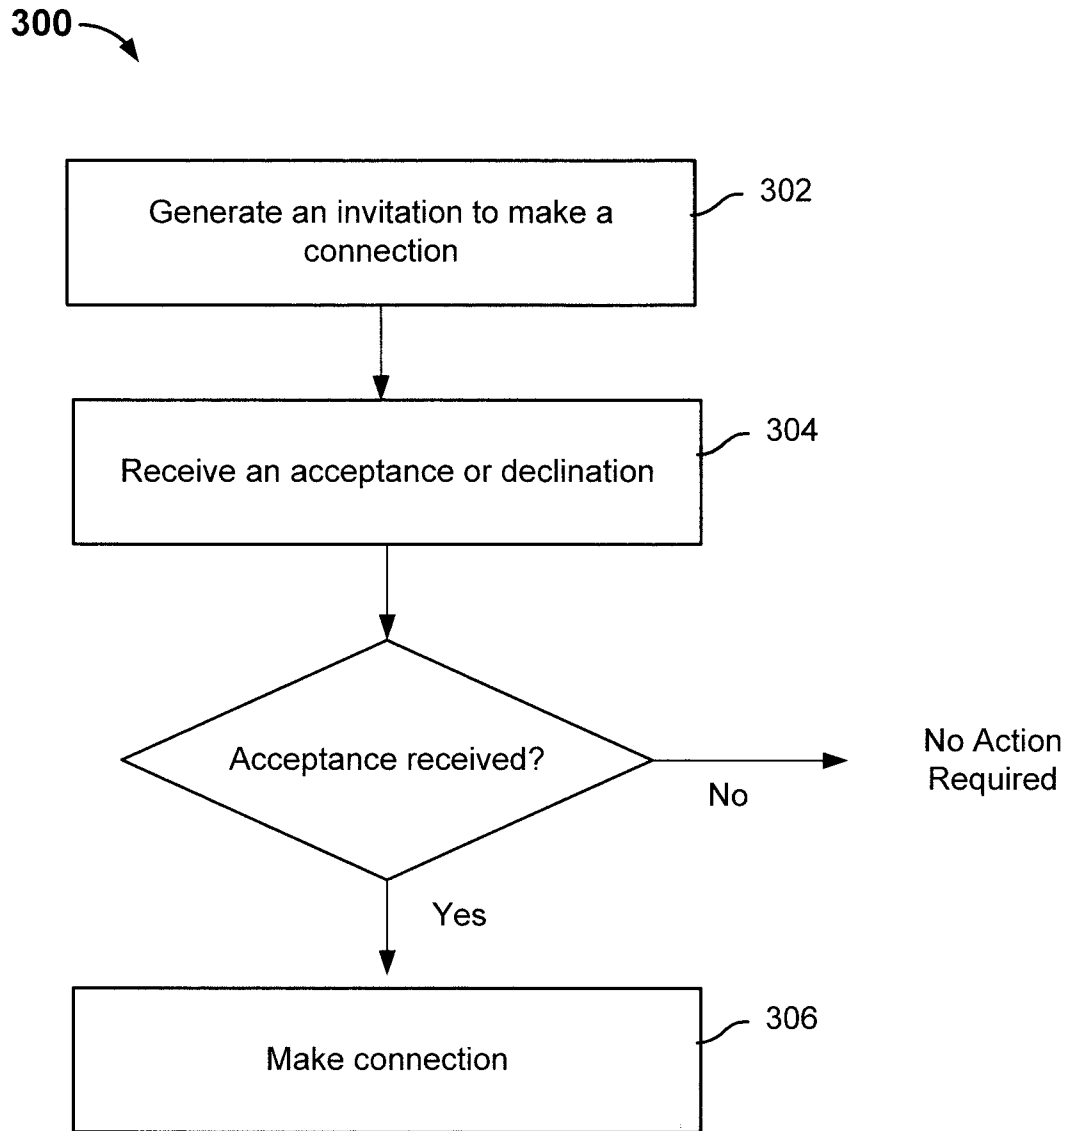 300
Generate an invitation to make a
connection
302
Receive an acceptance or declination
304
Acceptance received?
No
No Action
Required
Yes
Make connection
306